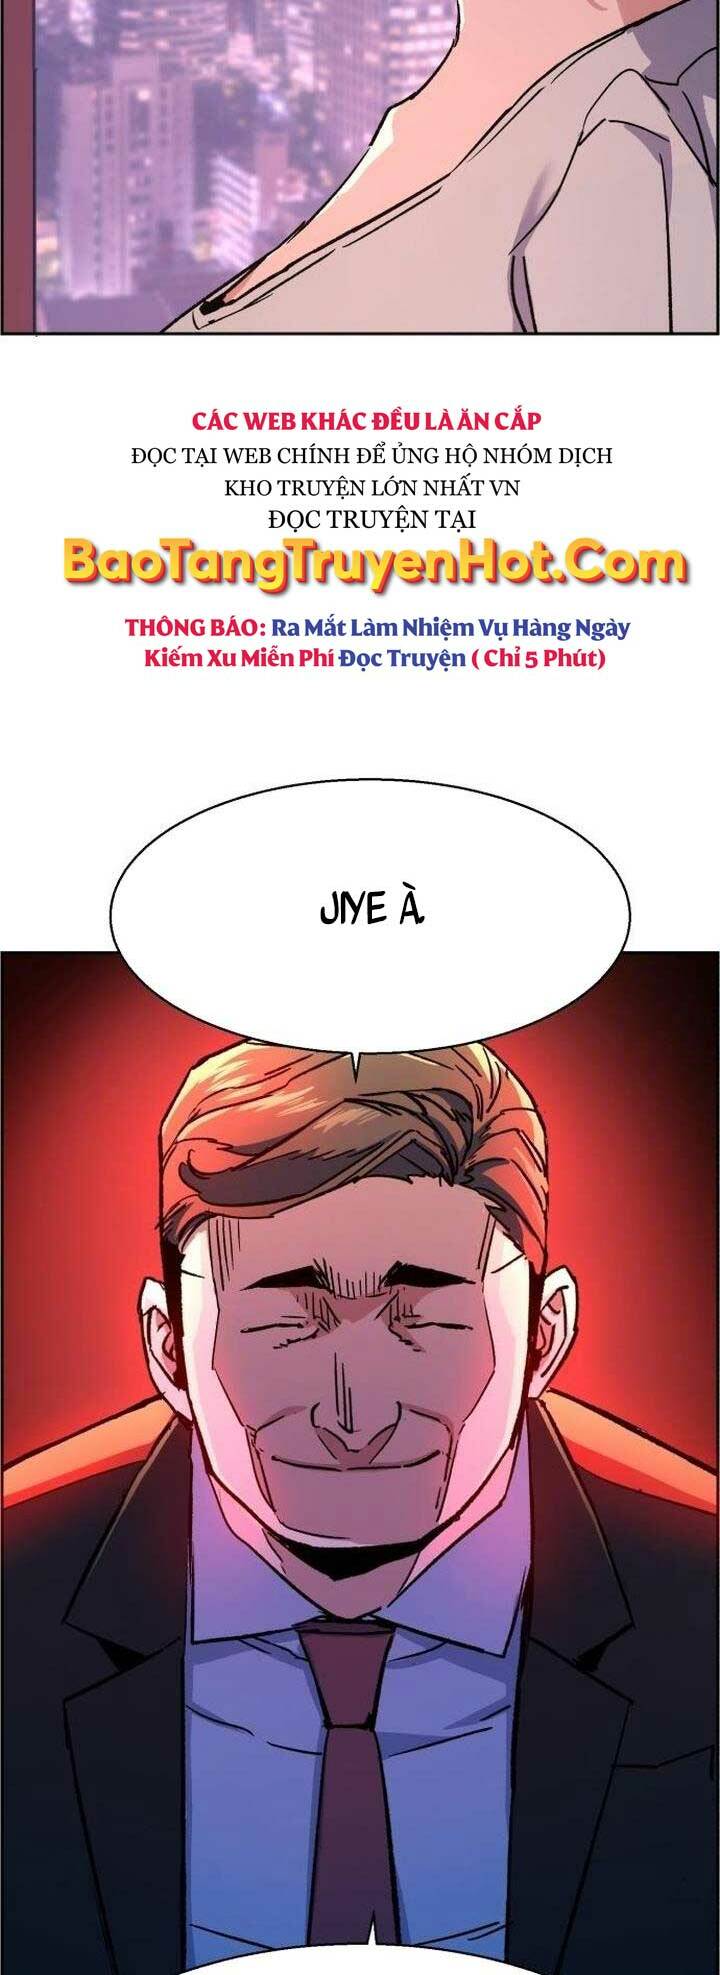 CÁC WEB KHÁC ĐỀU LÀ ĂN CẮP
ĐỌC TẠI WEB CHÍNH ĐỂ ỦNG HỘ NHÓM DỊCH
KHO TRUYỆN LỚN NHẤT VN
ĐỌC TRUYỆN TẠI
BaoTangTruyenHot.Com
THÔNG BÁO: Ra Mắt Làm Nhiệm Vụ Hàng Ngày
Kiếm Xu Miễn Phí Đọc Truyện ( Chỉ 5 Phút)
JIYE À.